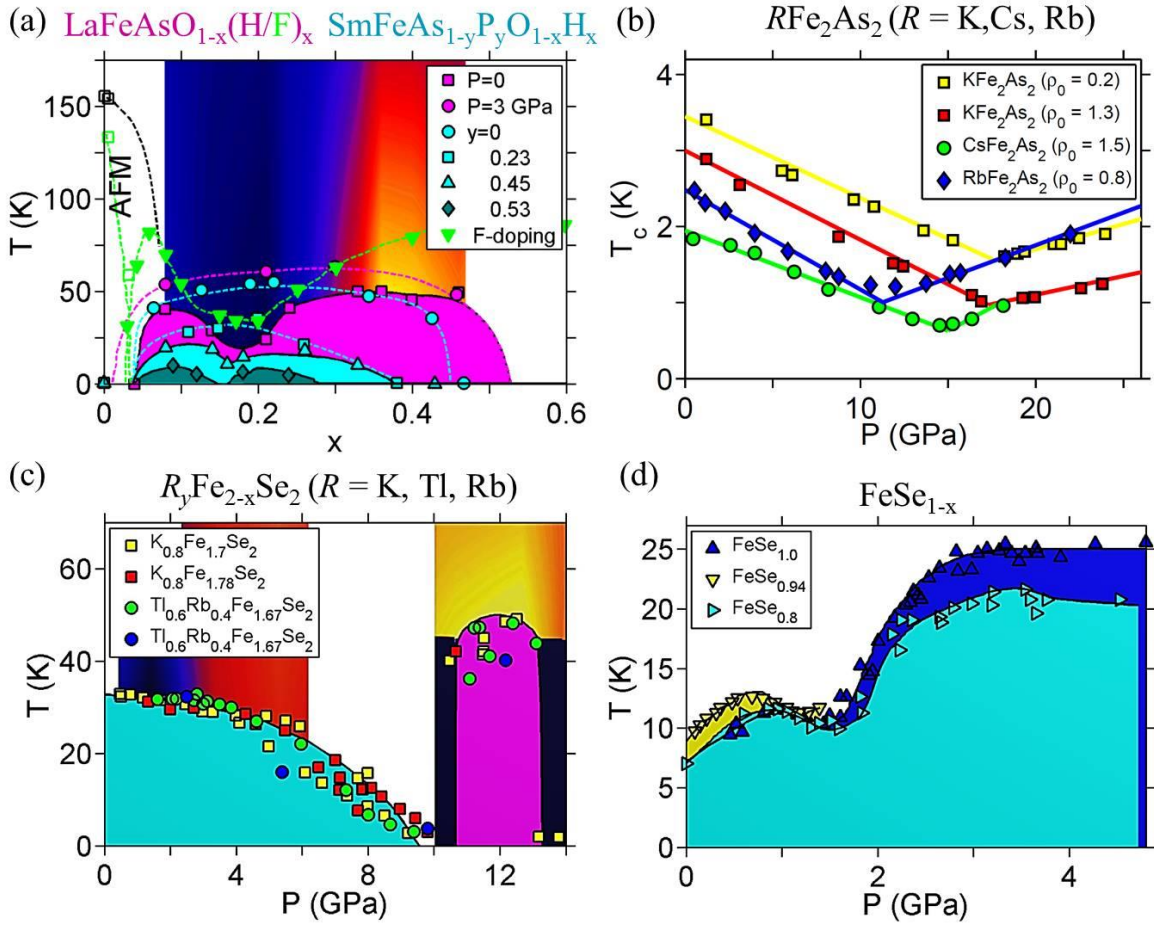 (a) LaFeAsO₁₋ₓ(H/F)ₓ SmFeAs₁₋yPyO₁₋ₓHₓ
T (K)
150
100
50
0
AFM
P=0
P=3 GPa
y=0
0.23
0.45
0.53
F-doping
0 0.2 0.4 0.6
x
(b) RFe₂As₂ (R = K,Cs, Rb)
T_c (K)
4
2
0
KFe₂As₂ (ρ₀ = 0.2)
KFe₂As₂ (ρ₀ = 1.3)
CsFe₂As₂ (ρ₀ = 1.5)
RbFe₂As₂ (ρ₀ = 0.8)
0 10 20
P (GPa)
(c) RyFe₂₋ₓSe₂ (R = K, Tl, Rb)
T (K)
60
40
20
0
K₀.₈Fe₁.₇Se₂
K₀.₈Fe₁.₇₈Se₂
Tl₀.₆Rb₀.₄Fe₁.₆₇Se₂
Tl₀.₆Rb₀.₄Fe₁.₆₇Se₂
0 4 8 12
P (GPa)
(d) FeSe₁₋ₓ
T (K)
25
20
15
10
5
0
FeSe₁.₀
FeSe₀.₉₄
FeSe₀.₈
0 2 4
P (GPa)